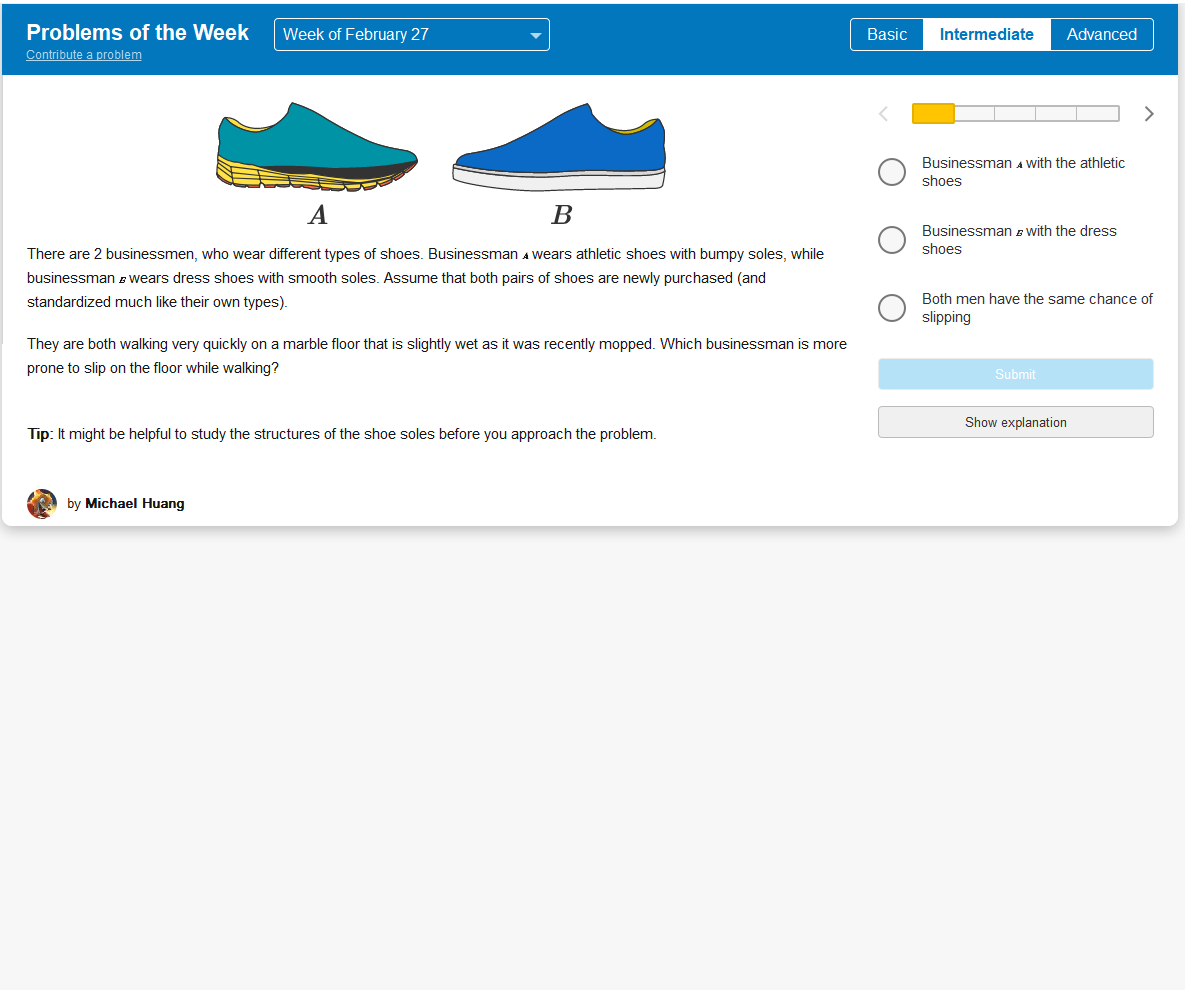 Problems of the Week
Contribute a problem
Week of February 27
Basic
Intermediate
Advanced
A
B
There are 2 businessmen, who wear different types of shoes. Businessman A wears athletic shoes with bumpy soles, while
businessman B wears dress shoes with smooth soles. Assume that both pairs of shoes are newly purchased (and
standardized much like their own types).
They are both walking very quickly on a marble floor that is slightly wet as it was recently mopped. Which businessman is more
prone to slip on the floor while walking?
Tip: It might be helpful to study the structures of the shoe soles before you approach the problem.
by Michael Huang
Businessman A with the athletic
shoes
Businessman B with the dress
shoes
Both men have the same chance of
slipping
Submit
Show explanation